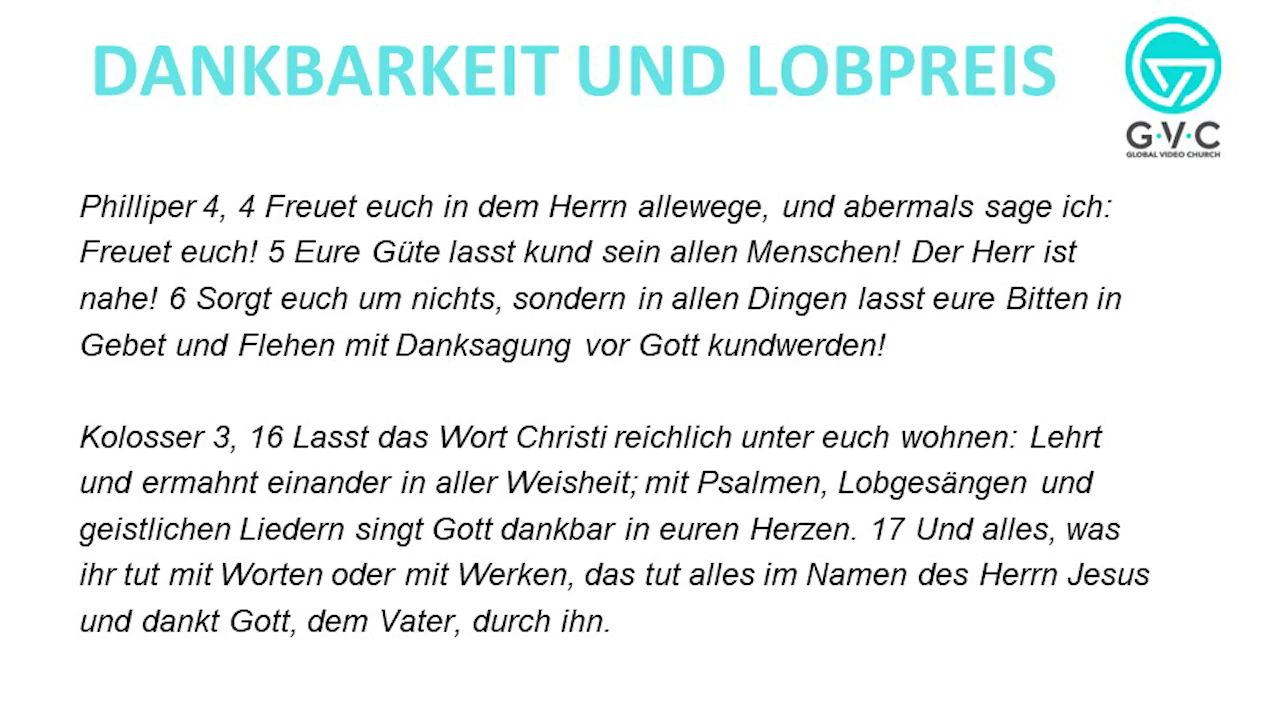 DANKBARKEIT UND LOBPREIS
G·V·C
GLOBAL VIDEO CHURCH
Philliper 4, 4 Freuet euch in dem Herrn allewege, und abermals sage ich:
Freuet euch! 5 Eure Güte lasst kund sein allen Menschen! Der Herr ist
nahe! 6 Sorgt euch um nichts, sondern in allen Dingen lasst eure Bitten in
Gebet und Flehen mit Danksagung vor Gott kundwerden!
Kolosser 3, 16 Lasst das Wort Christi reichlich unter euch wohnen: Lehrt
und ermahnt einander in aller Weisheit; mit Psalmen, Lobgesängen und
geistlichen Liedern singt Gott dankbar in euren Herzen. 17 Und alles, was
ihr tut mit Worten oder mit Werken, das tut alles im Namen des Herrn Jesus
und dankt Gott, dem Vater, durch ihn.